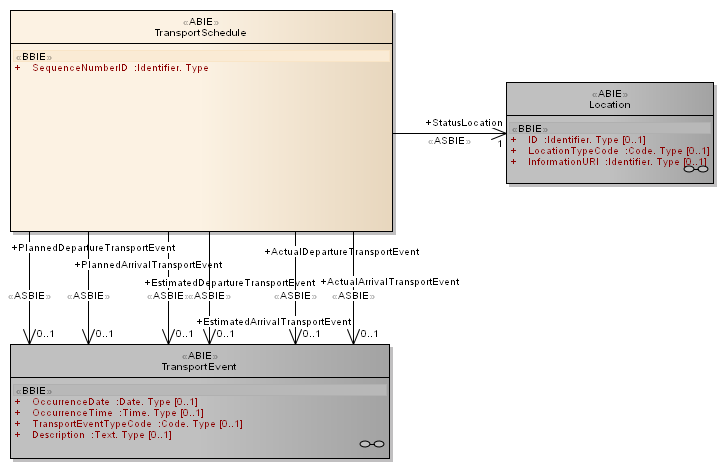 «ABIE»
TransportSchedule
«BBIE»
+ SequenceNumberID :Identifier. Type
«ABIE»
Location
«BBIE»
+ ID :Identifier. Type [0..1]
+ LocationTypeCode :Code. Type [0..1]
+ InformationURI :Identifier. Type [0..1]
+StatusLocation
«ASBIE»
1
+PlannedDepartureTransportEvent
+ActualDepartureTransportEvent
+PlannedArrivalTransportEvent
+EstimatedDepartureTransportEvent
+ActualArrivalTransportEvent
«ASBIE» «ASBIE» «ASBIE» «ASBIE» «ASBIE» «ASBIE»
+EstimatedArrivalTransportEvent
0..1 0..1 0..1 0..1 0..1 0..1
«ABIE»
TransportEvent
«BBIE»
+ OccurrenceDate :Date. Type [0..1]
+ OccurrenceTime :Time. Type [0..1]
+ TransportEventTypeCode :Code. Type [0..1]
+ Description :Text. Type [0..1]